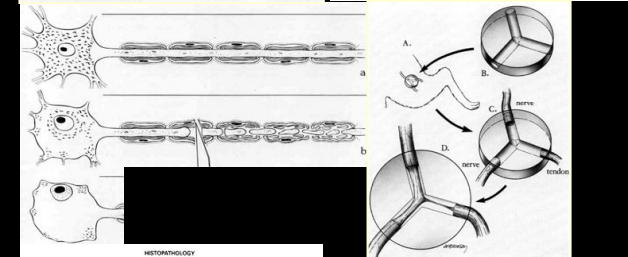 a
b
HISTOPATHOLOGY
A.
B.
C.
nerve
nerve
tendon
D.